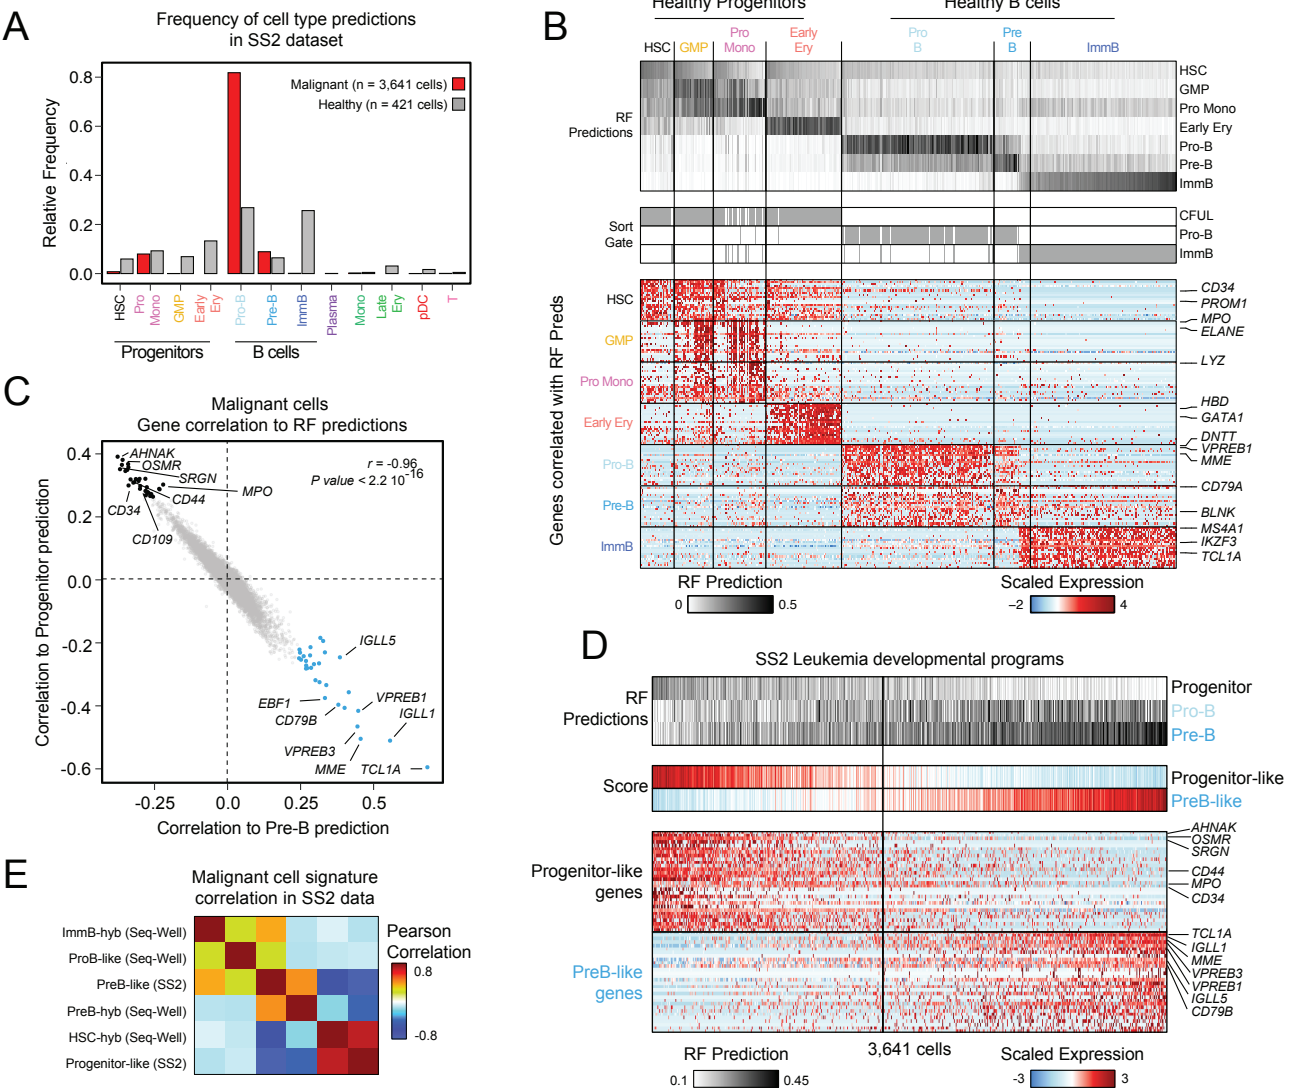 A
Frequency of cell type predictions
in SS2 dataset
Relative Frequency
0.8
0.6
0.4
0.2
0.0
Malignant (n = 3,641 cells)
Healthy (n = 421 cells)
HSC
Pro
Mono
GMP
Early
Ery
Pro-B
Pre-B
ImmB
Plasma
Mono
Late
Ery
pDC
T
Progenitors
B cells
B
Healthy Progenitors
Healthy B cells
HSC
GMP
Pro
Mono
Early
Ery
Pro
B
Pre
B
ImmB
RF
Predictions
HSC
GMP
Pro Mono
Early Ery
Pro-B
Pre-B
ImmB
Sort
Gate
CFUL
Pro-B
ImmB
Genes correlated with RF Preds
HSC
GMP
Pro Mono
Early Ery
Pro-B
Pre-B
ImmB
CD34
PROM1
MPO
ELANE
LYZ
HBD
GATA1
DNTT
VPREB1
MME
CD79A
BLNK
MS4A1
IKZF3
TCL1A
RF Prediction
0
0.5
Scaled Expression
−2
4
C
Malignant cells
Gene correlation to RF predictions
Correlation to Progenitor prediction
0.4
0.2
0.0
-0.2
-0.4
-0.6
r = -0.96
P value < 2.2 10-16
AHNAK
OSMR
SRGN
MPO
CD44
CD34
CD109
IGLL5
EBF1
VPREB1
CD79B
IGLL1
VPREB3
MME
TCL1A
-0.25
0.0
0.25
0.5
Correlation to Pre-B prediction
D
SS2 Leukemia developmental programs
RF
Predictions
Progenitor
Pro-B
Pre-B
Score
Progenitor-like
PreB-like
Progenitor-like
genes
AHNAK
OSMR
SRGN
CD44
MPO
CD34
PreB-like
genes
TCL1A
IGLL1
MME
VPREB3
VPREB1
IGLL5
CD79B
3,641 cells
RF Prediction
0.1
0.45
Scaled Expression
-3
3
E
Malignant cell signature
correlation in SS2 data
ImmB-hyb (Seq-Well)
ProB-like (Seq-Well)
PreB-like (SS2)
PreB-hyb (Seq-Well)
HSC-hyb (Seq-Well)
Progenitor-like (SS2)
Pearson
Correlation
0.8
-0.8